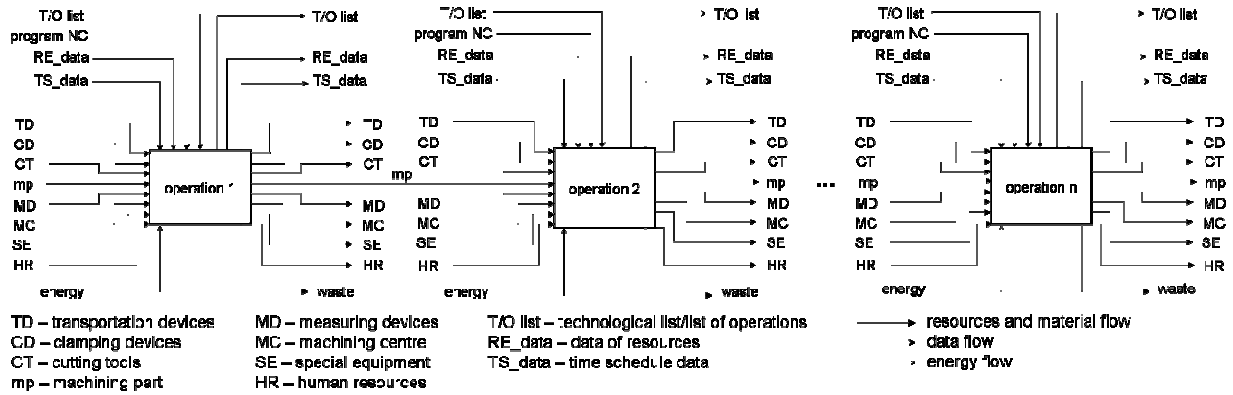 T/O list T/O list T/O list T/O list T/O list T/O list
program NC program NC program NC
RE_data RE_data RE_data RE_data RE_data RE_data
TS_data TS_data TS_data TS_data TS_data TS_data
TD TD TD TD TD TD
CD CD CD CD CD CD
CT CT CT CT CT CT
mp operation 1 mp operation 2 mp ... operation n mp
MD MD MD MD MD MD
MC MC MC MC MC MC
SE SE SE SE SE SE
HR HR HR HR HR HR
energy waste energy waste energy waste
TD – transportation devices MD – measuring devices T/O list – technological list/list of operations resources and material flow
CD – clamping devices MC – machining centre RE_data – data of resources data flow
CT – cutting tools SE – special equipment TS_data – time schedule data energy flow
mp – machining part HR – human resources